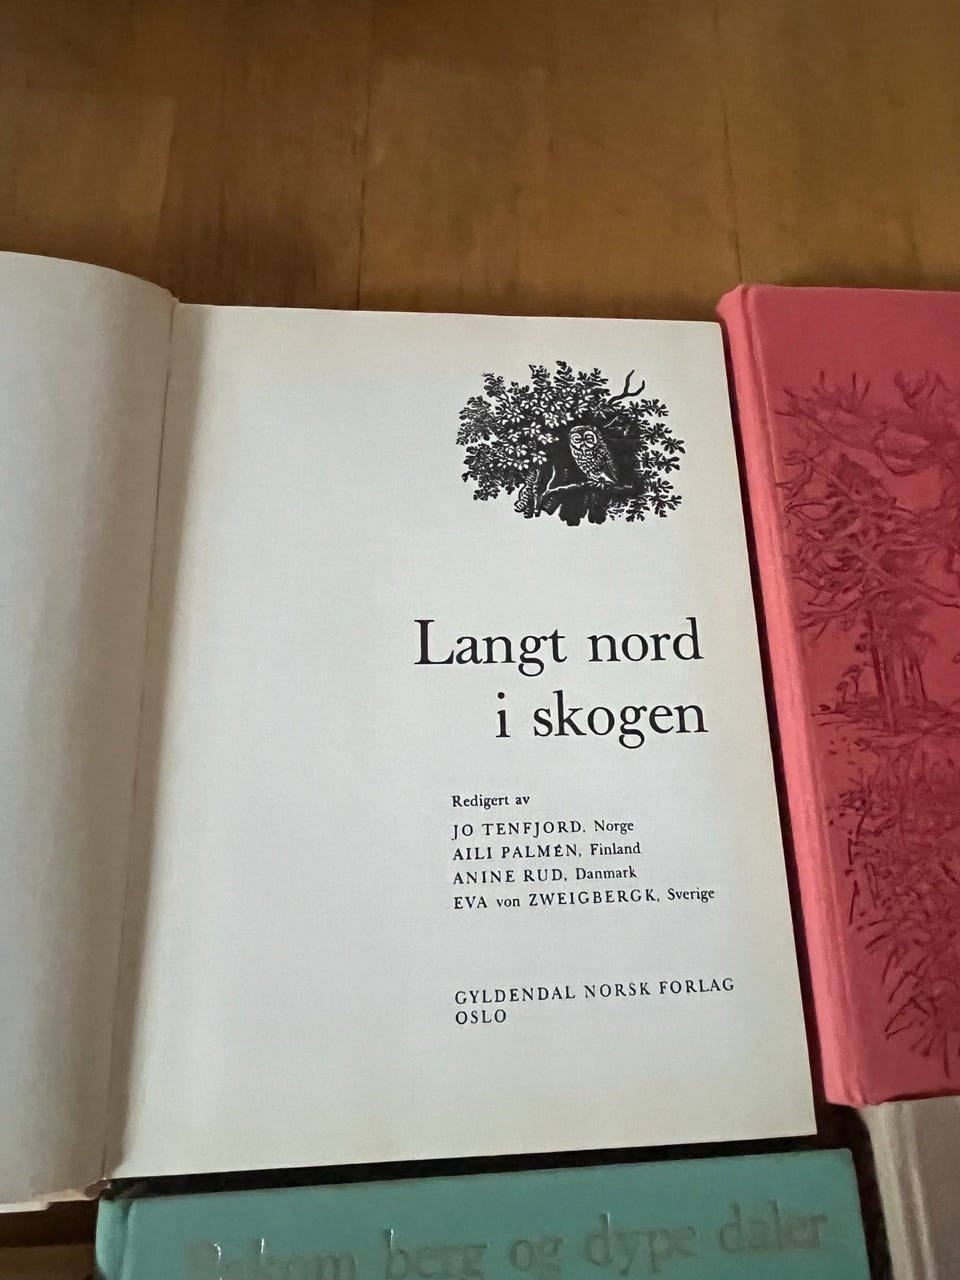 Langt nord
i skogen
Redigert av
JO TENFJORD, Norge
AILI PALMÉN, Finland
ANINE RUD, Danmark
EVA von ZWEIGBERGK, Sverige
GYLDENDAL NORSK FORLAG
OSLO
Bakom berg og dype daler